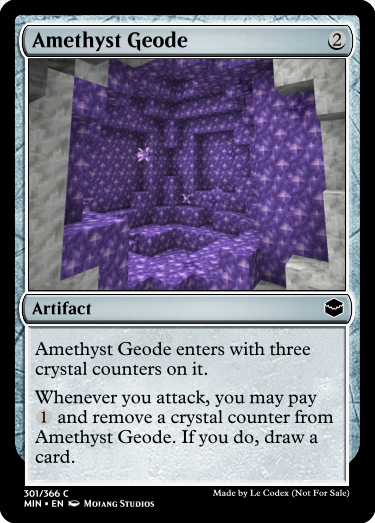 Amethyst Geode 2
Artifact
Amethyst Geode enters with three
crystal counters on it.
Whenever you attack, you may pay
1 and remove a crystal counter from
Amethyst Geode. If you do, draw a
card.
301/366 C
Made by Le Codex (Not For Sale)
MIN • EN Mojang Studios